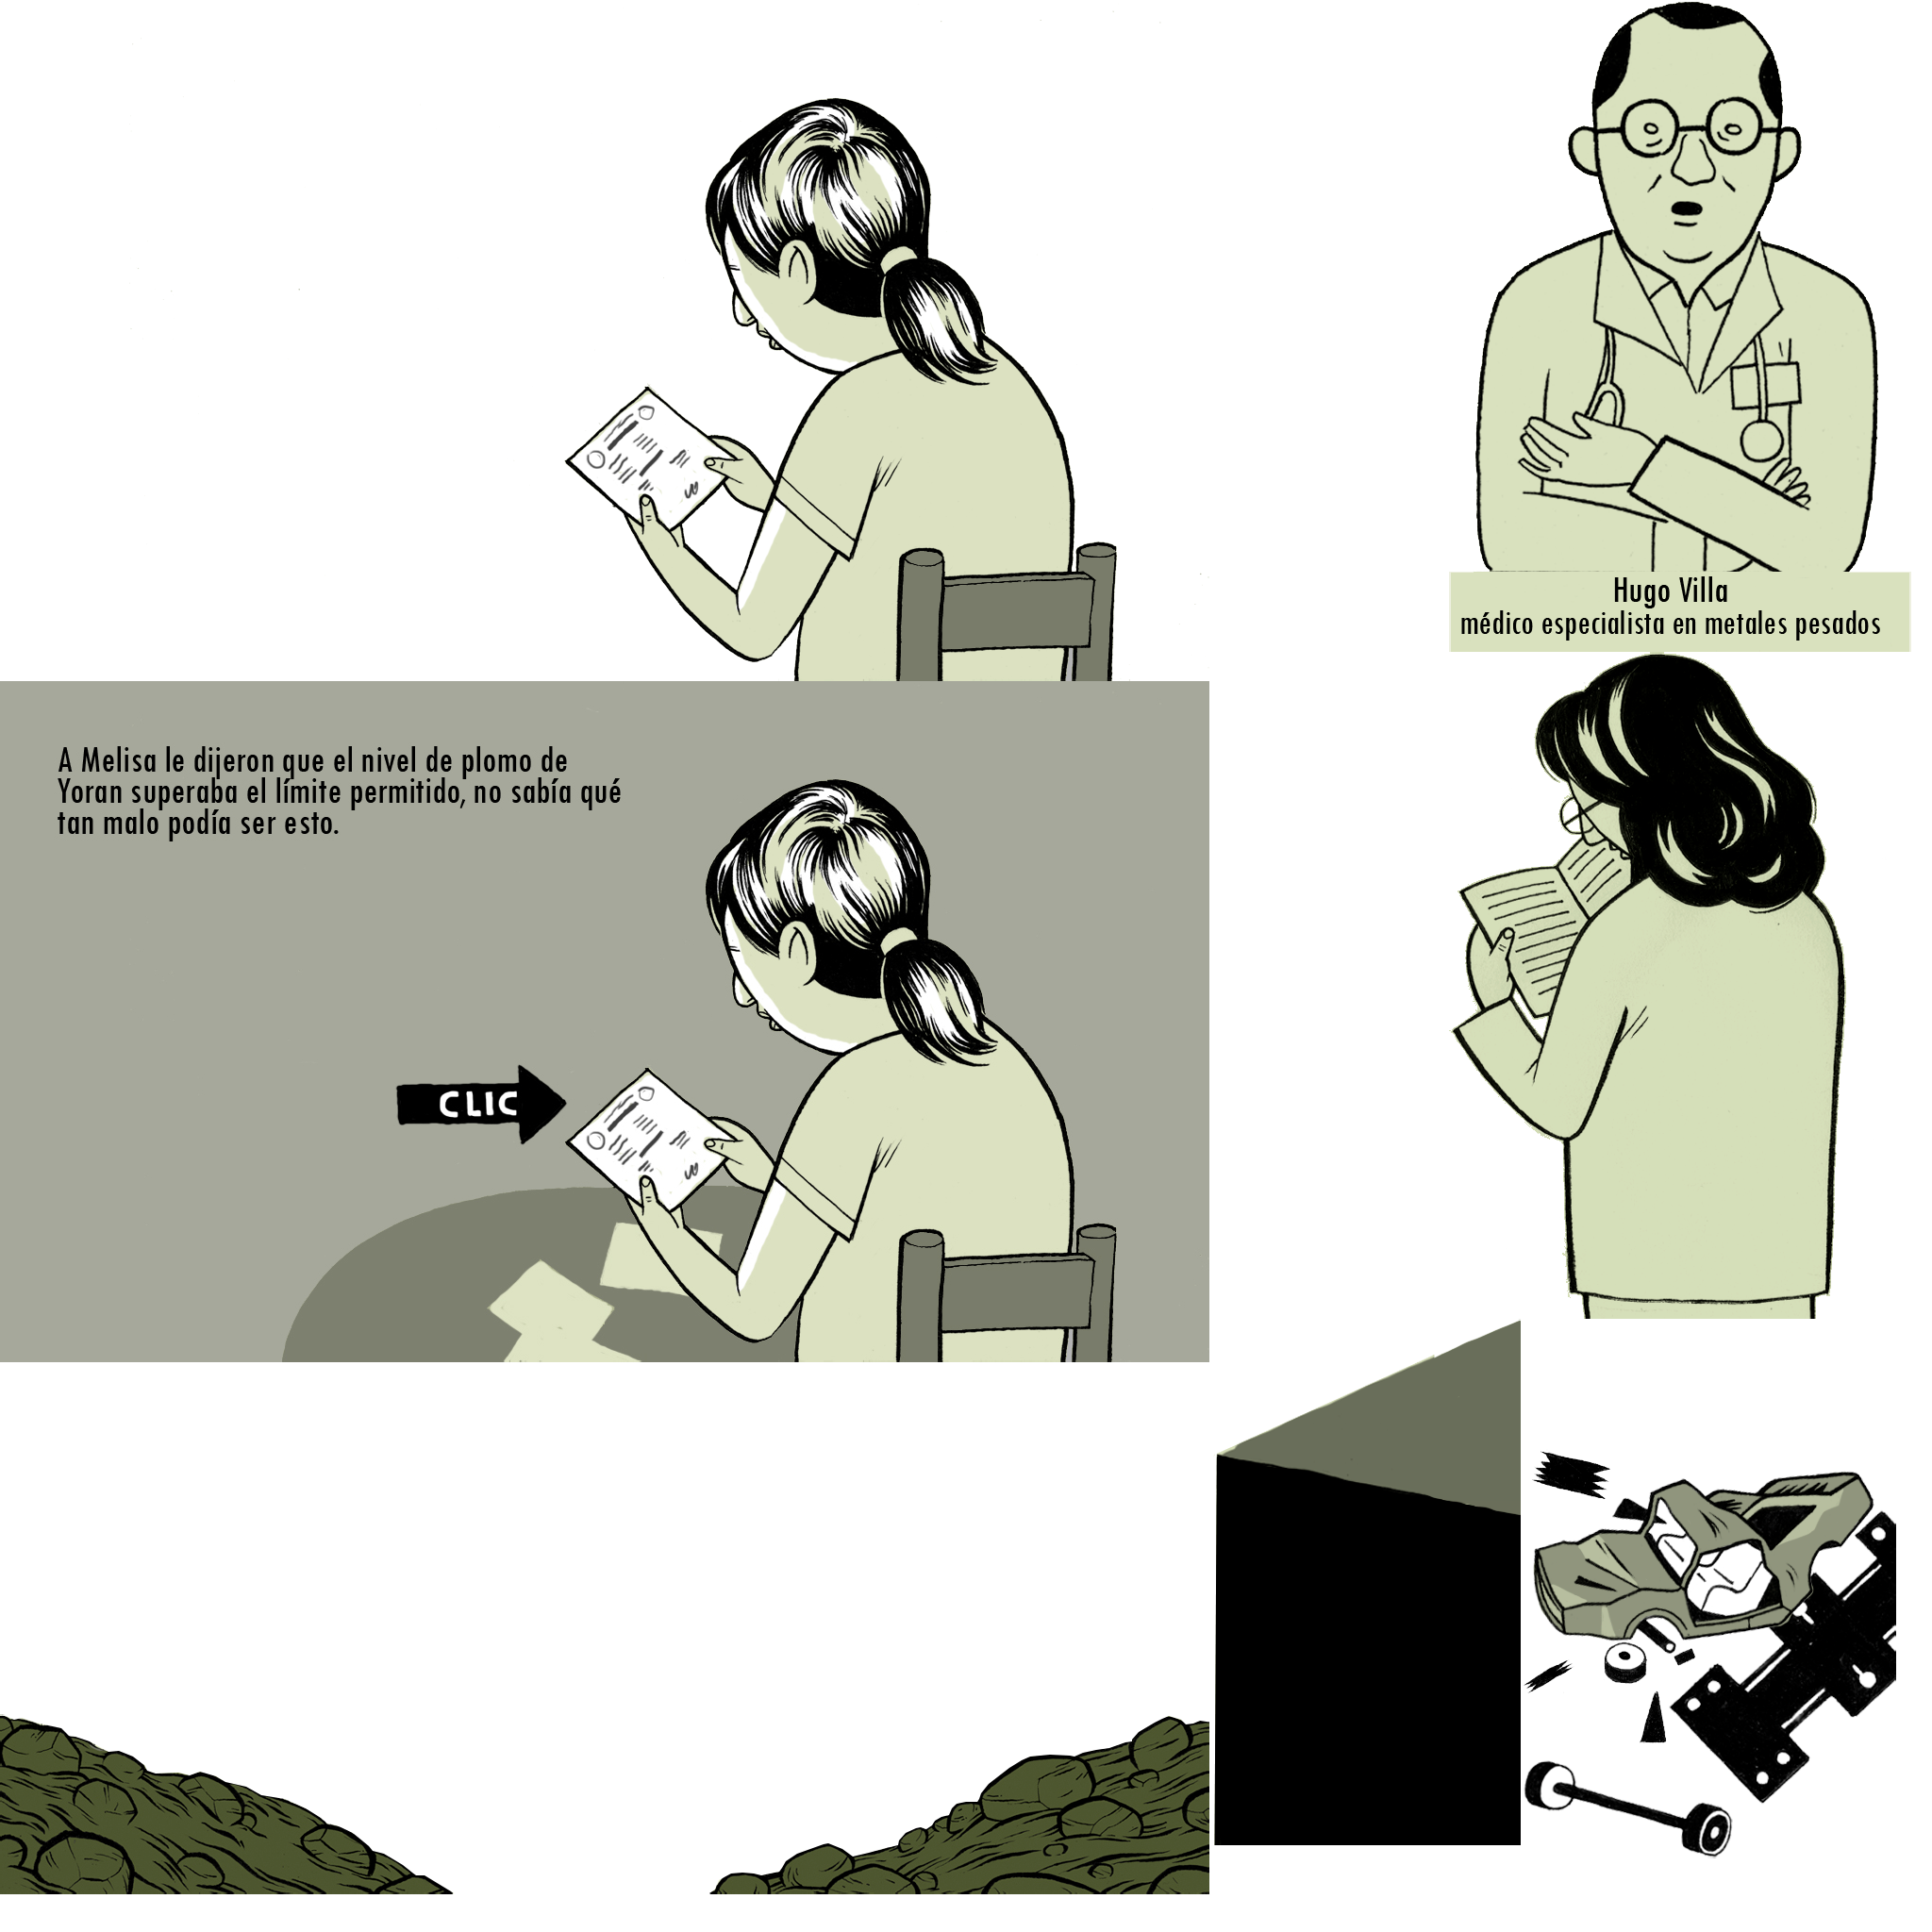 Hugo Villa
médico especialista en metales pesados
A Melisa le dijeron que el nivel de plomo de
Yoran superaba el límite permitido, no sabía qué
tan malo podía ser esto.
CLIC